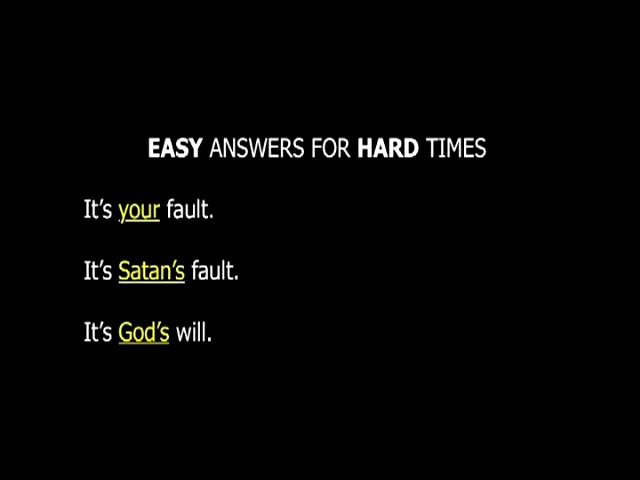 EASY ANSWERS FOR HARD TIMES
It’s your fault.
It’s Satan’s fault.
It’s God’s will.